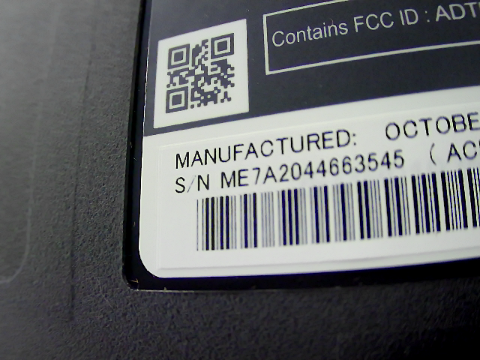 Contains FCC ID : ADT
MANUFACTURED: OCTOBE
S/N ME7A2044663545 ( AC